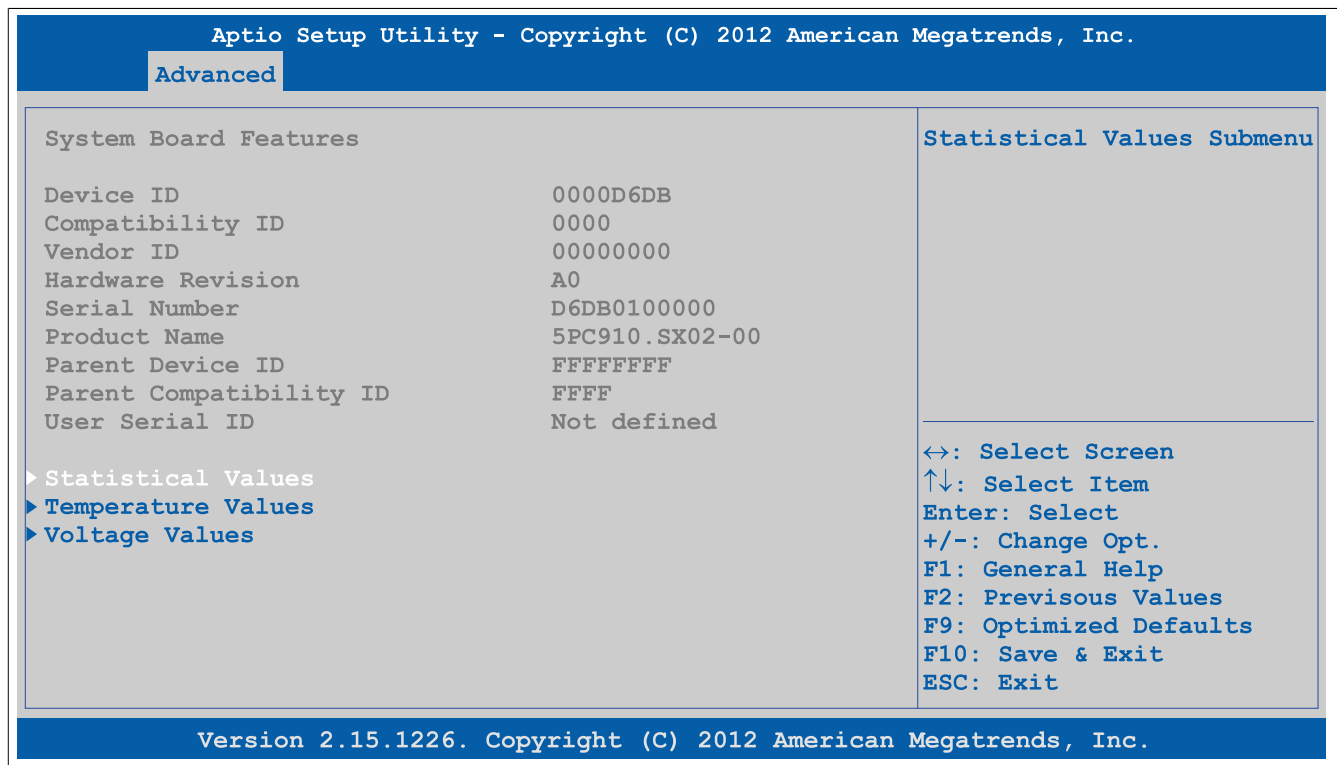 Aptio Setup Utility - Copyright (C) 2012 American Megatrends, Inc.
Advanced
System Board Features
Device ID 0000D6DB
Compatibility ID 0000
Vendor ID 00000000
Hardware Revision A0
Serial Number D6DB0100000
Product Name 5PC910.SX02-00
Parent Device ID FFFFFFFF
Parent Compatibility ID FFFF
User Serial ID Not defined
Statistical Values
Temperature Values
Voltage Values
Statistical Values Submenu
↔: Select Screen
↑↓: Select Item
Enter: Select
+/-: Change Opt.
F1: General Help
F2: Previsous Values
F9: Optimized Defaults
F10: Save & Exit
ESC: Exit
Version 2.15.1226. Copyright (C) 2012 American Megatrends, Inc.